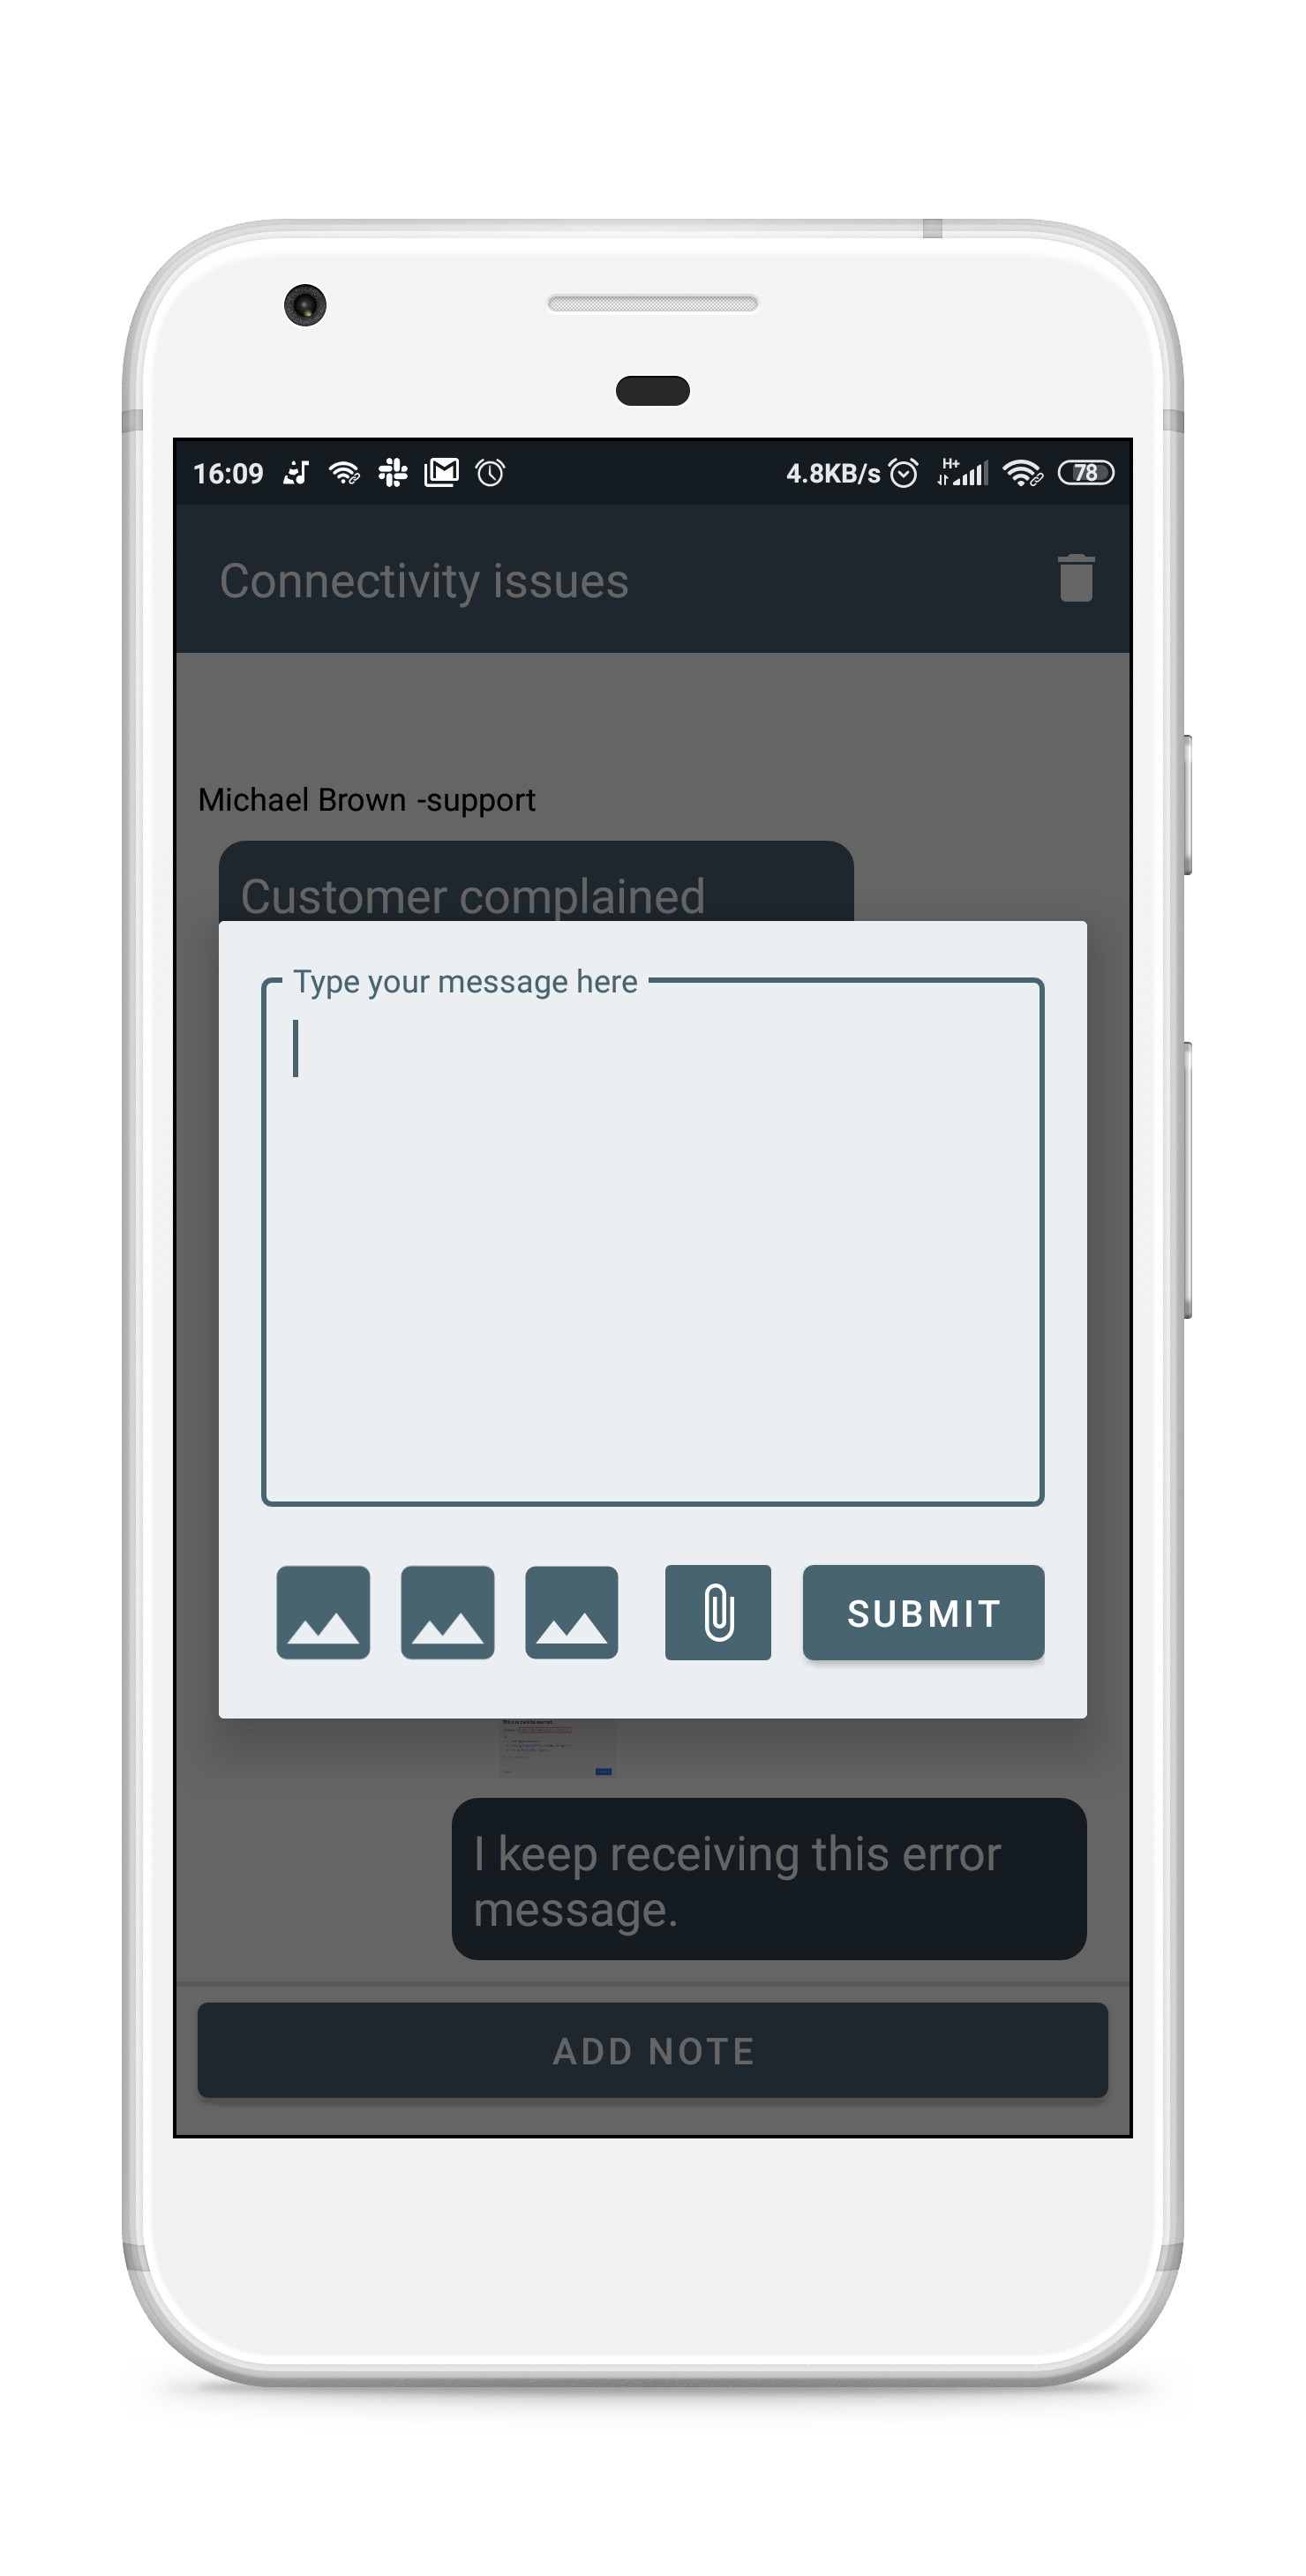 16:09 4.8KB/s H+ 78
Connectivity issues
Michael Brown -support
Customer complained
Type your message here
SUBMIT
I keep receiving this error
message.
ADD NOTE